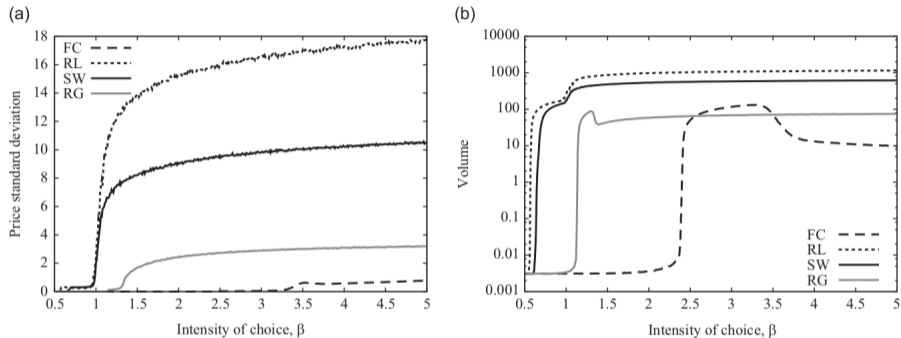 (a)
18
16
14
12
10
8
6
4
2
0
Price standard deviation
FC
RL
SW
RG
0.5 1 1.5 2 2.5 3 3.5 4 4.5 5
Intensity of choice, β
(b)
10000
1000
100
10
1
0.1
0.01
0.001
Volume
FC
RL
SW
RG
0.5 1 1.5 2 2.5 3 3.5 4 4.5 5
Intensity of choice, β